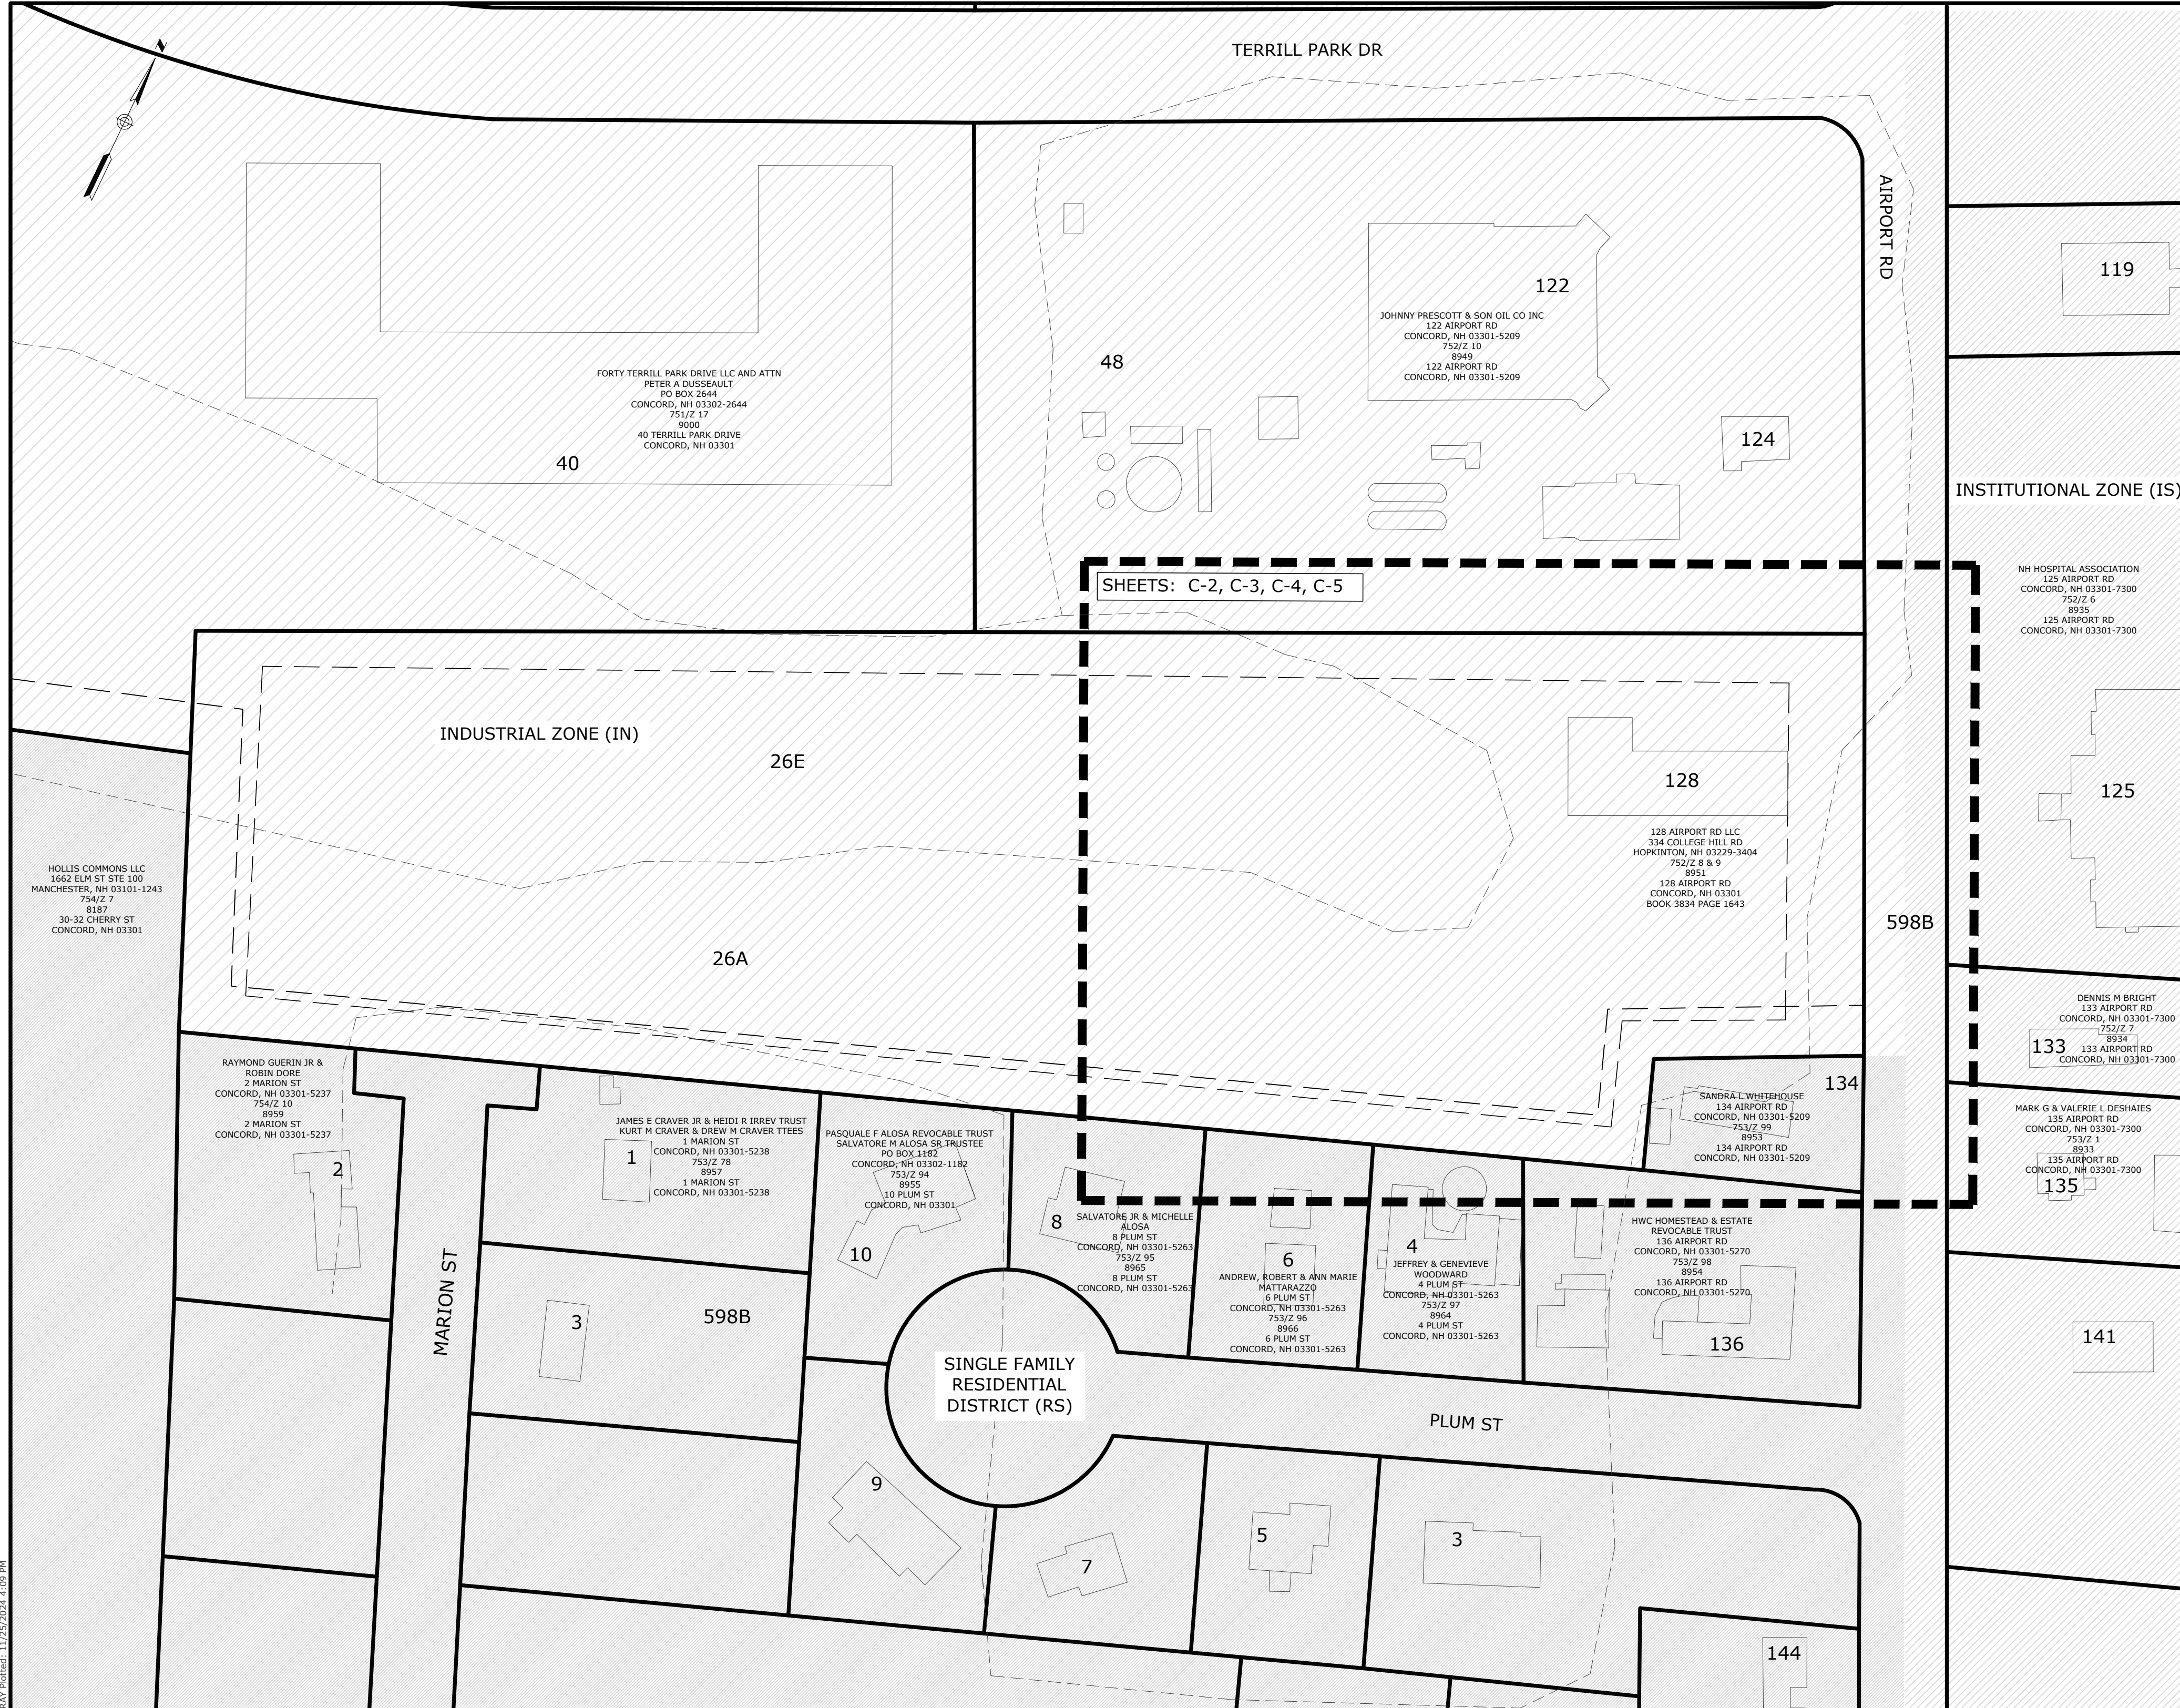 TERRILL PARK DR
N
AIRPORT RD
119
122
JOHNNY PRESCOTT & SON OIL CO INC
122 AIRPORT RD
CONCORD, NH 03301-5209
752/Z 10
8949
122 AIRPORT RD
CONCORD, NH 03301-5209
48
FORTY TERRILL PARK DRIVE LLC AND ATTN
PETER A DUSSEAULT
PO BOX 2644
CONCORD, NH 03302-2644
751/Z 17
9000
40 TERRILL PARK DRIVE
CONCORD, NH 03301
40
124
INSTITUTIONAL ZONE (IS)
SHEETS: C-2, C-3, C-4, C-5
NH HOSPITAL ASSOCIATION
125 AIRPORT RD
CONCORD, NH 03301-7300
752/Z 6
8935
125 AIRPORT RD
CONCORD, NH 03301-7300
INDUSTRIAL ZONE (IN)
26E
128
125
128 AIRPORT RD LLC
334 COLLEGE HILL RD
HOPKINTON, NH 03229-3404
752/Z 8 & 9
8951
128 AIRPORT RD
CONCORD, NH 03301
BOOK 3834 PAGE 1643
HOLLIS COMMONS LLC
1662 ELM ST STE 100
MANCHESTER, NH 03101-1243
754/Z 7
8187
30-32 CHERRY ST
CONCORD, NH 03301
598B
26A
DENNIS M BRIGHT
133 AIRPORT RD
CONCORD, NH 03301-7300
752/Z 7
8934
133 AIRPORT RD
CONCORD, NH 03301-7300
133
134
SANDRA L WHITEHOUSE
134 AIRPORT RD
CONCORD, NH 03301-5209
753/Z 99
8953
134 AIRPORT RD
CONCORD, NH 03301-5209
MARK G & VALERIE L DESHAIES
135 AIRPORT RD
CONCORD, NH 03301-7300
753/Z 1
8933
135 AIRPORT RD
CONCORD, NH 03301-7300
135
RAYMOND GUERIN JR &
ROBIN DORE
2 MARION ST
CONCORD, NH 03301-5237
754/Z 10
8959
2 MARION ST
CONCORD, NH 03301-5237
2
JAMES E CRAVER JR & HEIDI R IRREV TRUST
KURT M CRAVER & DREW M CRAVER TTEES
1 MARION ST
CONCORD, NH 03301-5238
753/Z 78
8957
1 MARION ST
CONCORD, NH 03301-5238
1
PASQUALE F ALOSA REVOCABLE TRUST
SALVATORE M ALOSA SR TRUSTEE
PO BOX 1182
CONCORD, NH 03302-1182
753/Z 94
8955
10 PLUM ST
CONCORD, NH 03301
10
8
SALVATORE JR & MICHELLE
ALOSA
8 PLUM ST
CONCORD, NH 03301-5263
753/Z 95
8965
8 PLUM ST
CONCORD, NH 03301-5263
6
ANDREW, ROBERT & ANN MARIE
MATTARAZZO
6 PLUM ST
CONCORD, NH 03301-5263
753/Z 96
8966
6 PLUM ST
CONCORD, NH 03301-5263
4
JEFFREY & GENEVIEVE
WOODWARD
4 PLUM ST
CONCORD, NH 03301-5263
753/Z 97
8964
4 PLUM ST
CONCORD, NH 03301-5263
HWC HOMESTEAD & ESTATE
REVOCABLE TRUST
136 AIRPORT RD
CONCORD, NH 03301-5270
753/Z 98
8954
136 AIRPORT RD
CONCORD, NH 03301-5270
136
141
MARION ST
3
598B
SINGLE FAMILY
RESIDENTIAL
DISTRICT (RS)
PLUM ST
9
7
5
3
144
RAY Plotted: 11/25/2024 4:09 PM